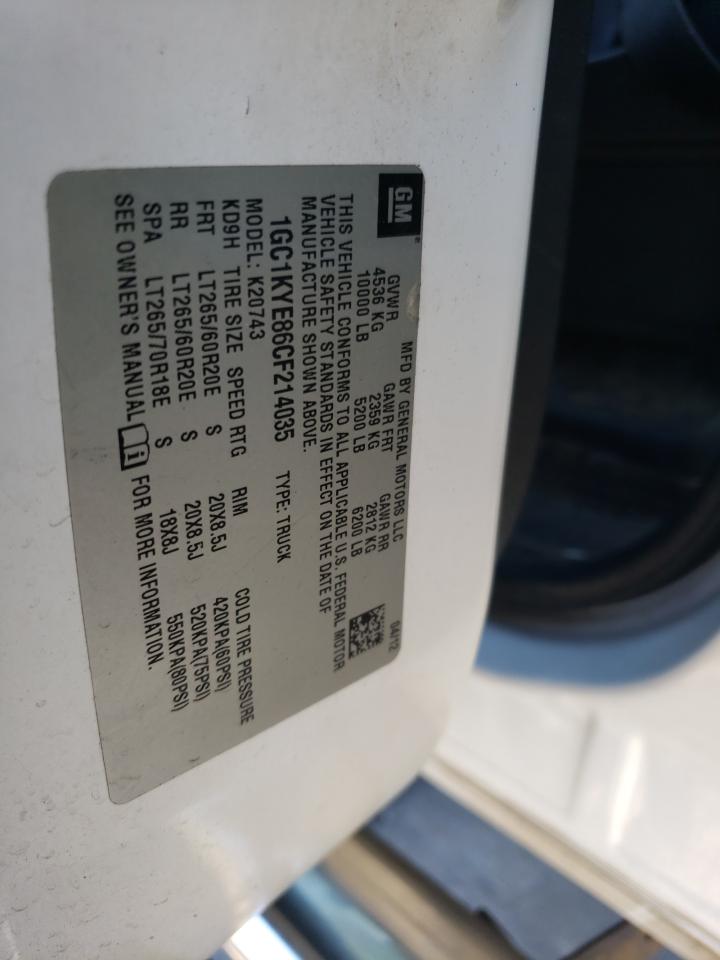 GM
MFD BY GENERAL MOTORS LLC 04/12
GVWR GAWR FRT GAWR RR
4536 KG 2359 KG 2812 KG
10000 LB 5200 LB 6200 LB
THIS VEHICLE CONFORMS TO ALL APPLICABLE U.S. FEDERAL MOTOR
VEHICLE SAFETY STANDARDS IN EFFECT ON THE DATE OF
MANUFACTURE SHOWN ABOVE.
1GC1KYE86CF214035 TYPE: TRUCK
MODEL: K20743
KD9H TIRE SIZE SPEED RTG RIM COLD TIRE PRESSURE
FRT LT265/60R20E S 20X8.5J 420KPA(60PSI)
RR LT265/60R20E S 20X8.5J 520KPA(75PSI)
SPA LT265/70R18E S 18X8J 550KPA(80PSI)
SEE OWNER'S MANUAL i FOR MORE INFORMATION.